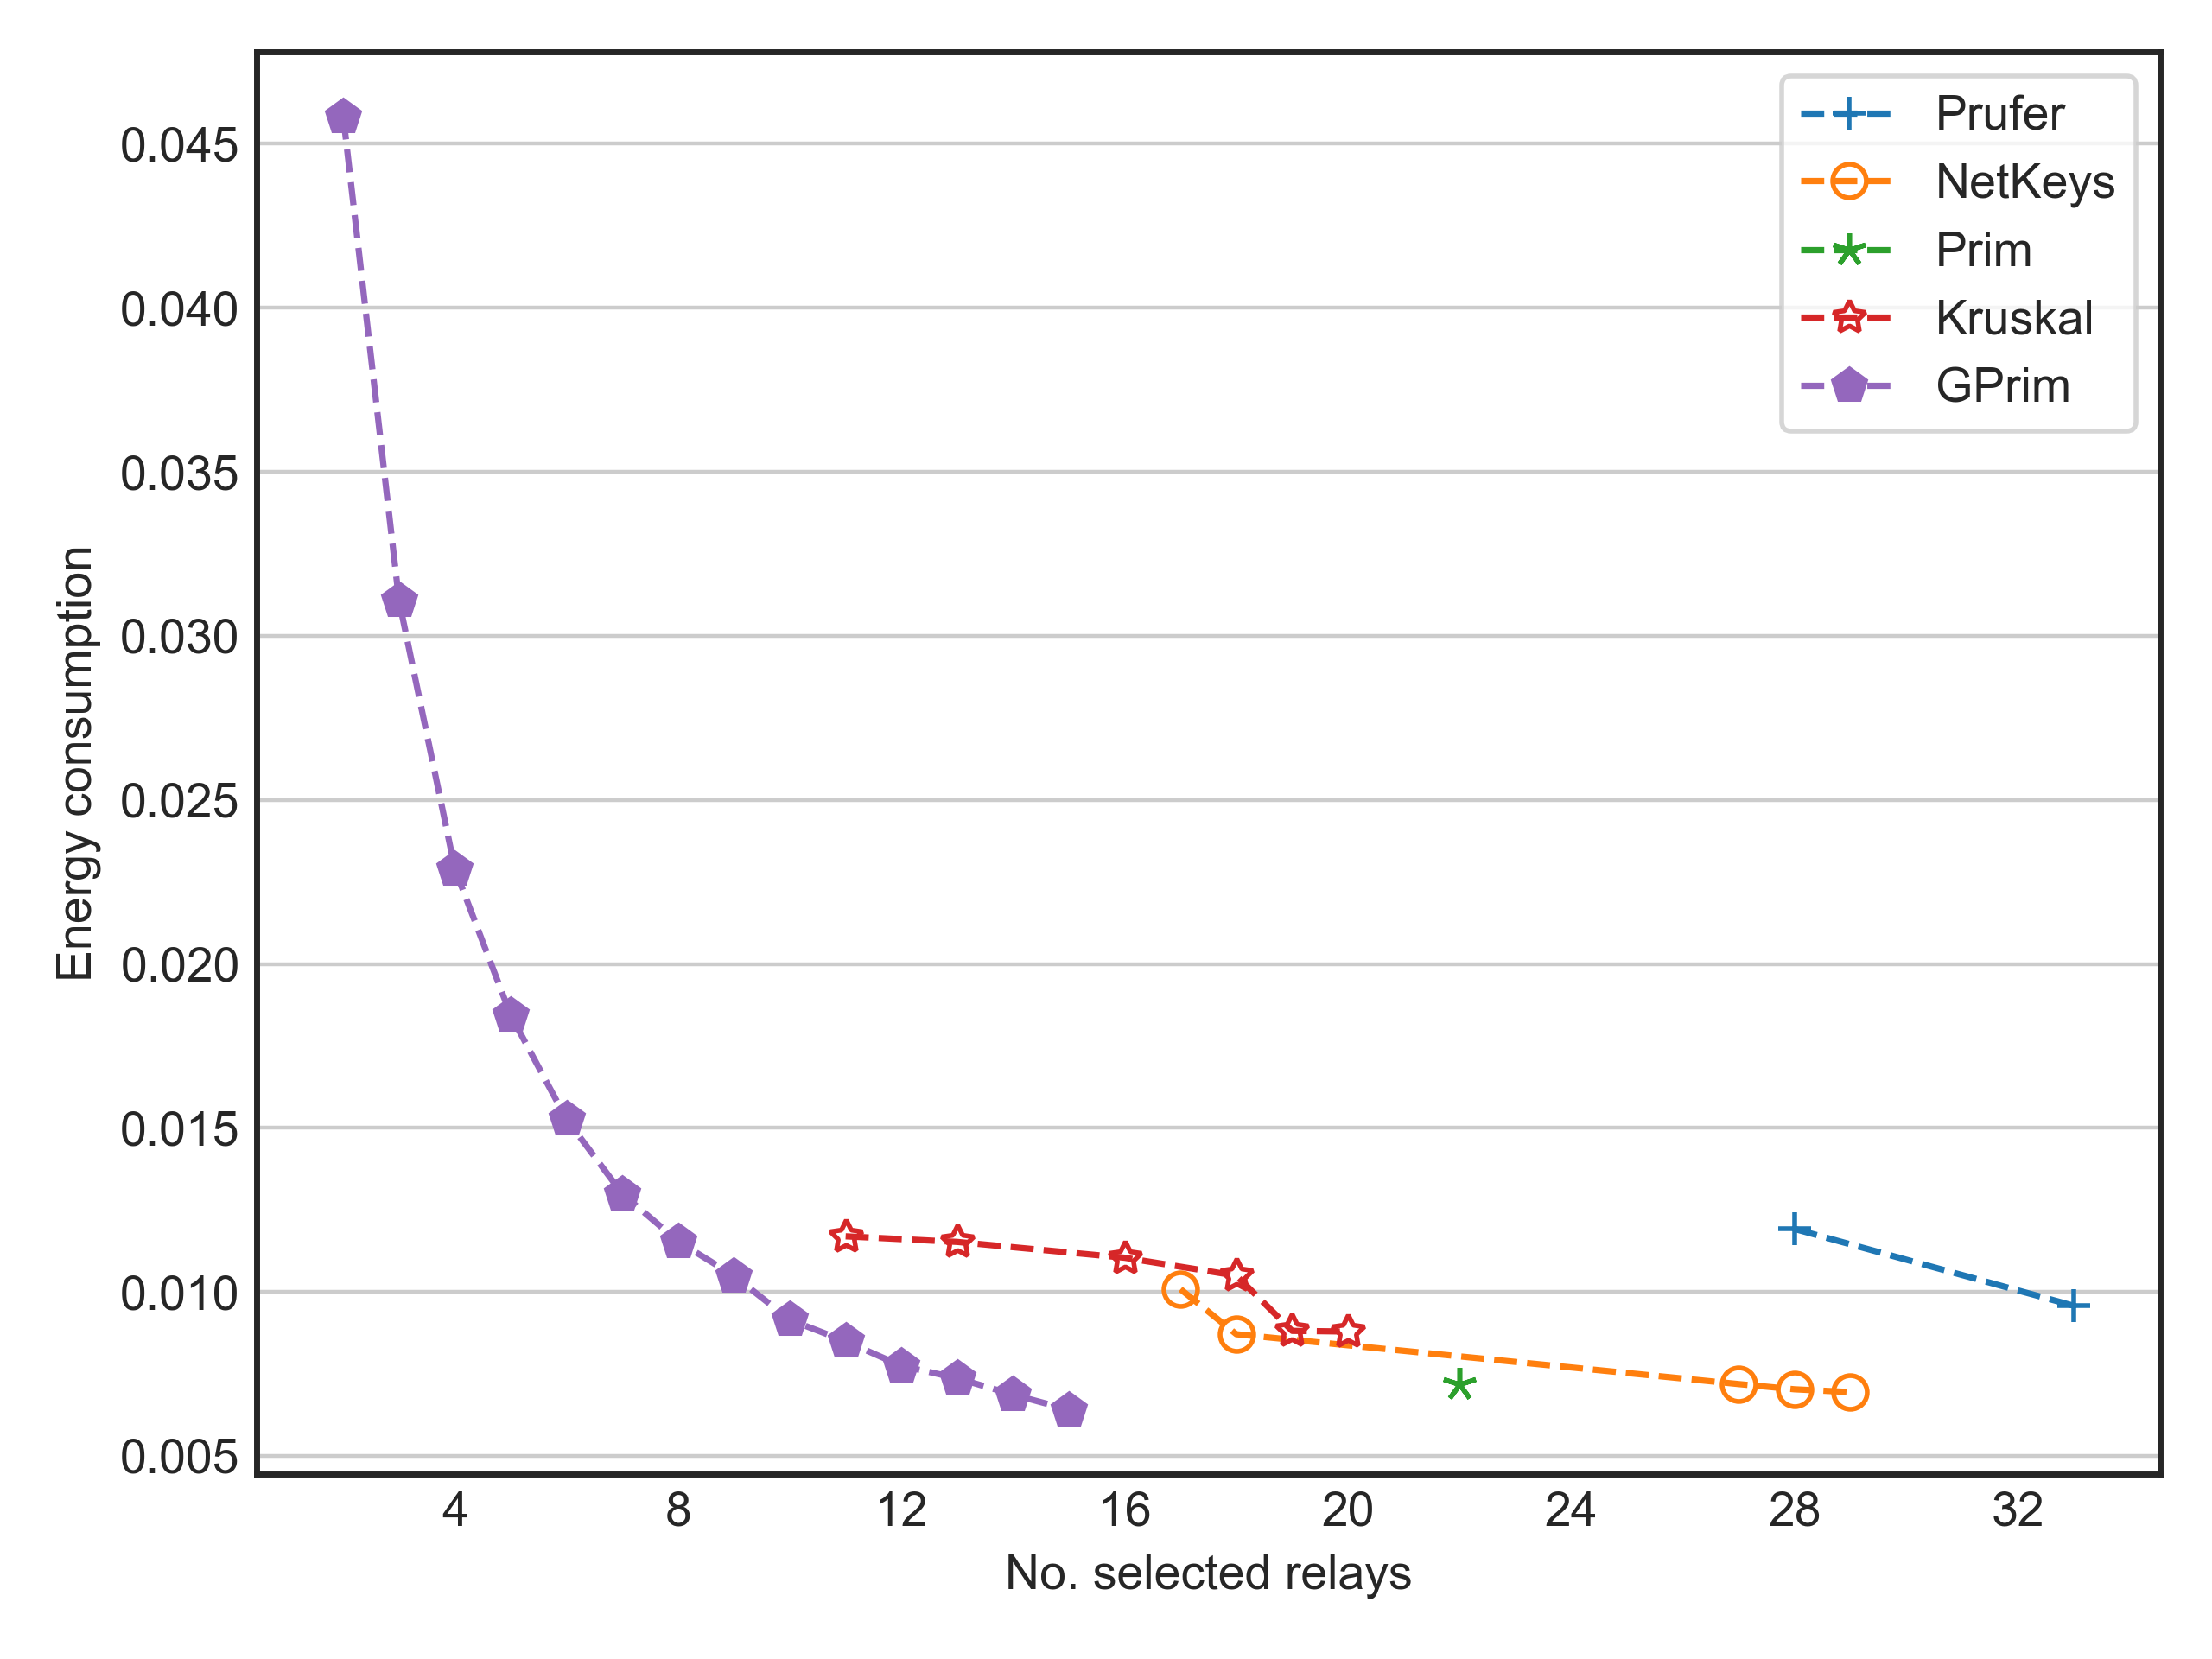 Prufer
NetKeys
Prim
Kruskal
GPrim
0.045
0.040
0.035
0.030
0.025
0.020
0.015
0.010
0.005
Energy consumption
4 8 12 16 20 24 28 32
No. selected relays